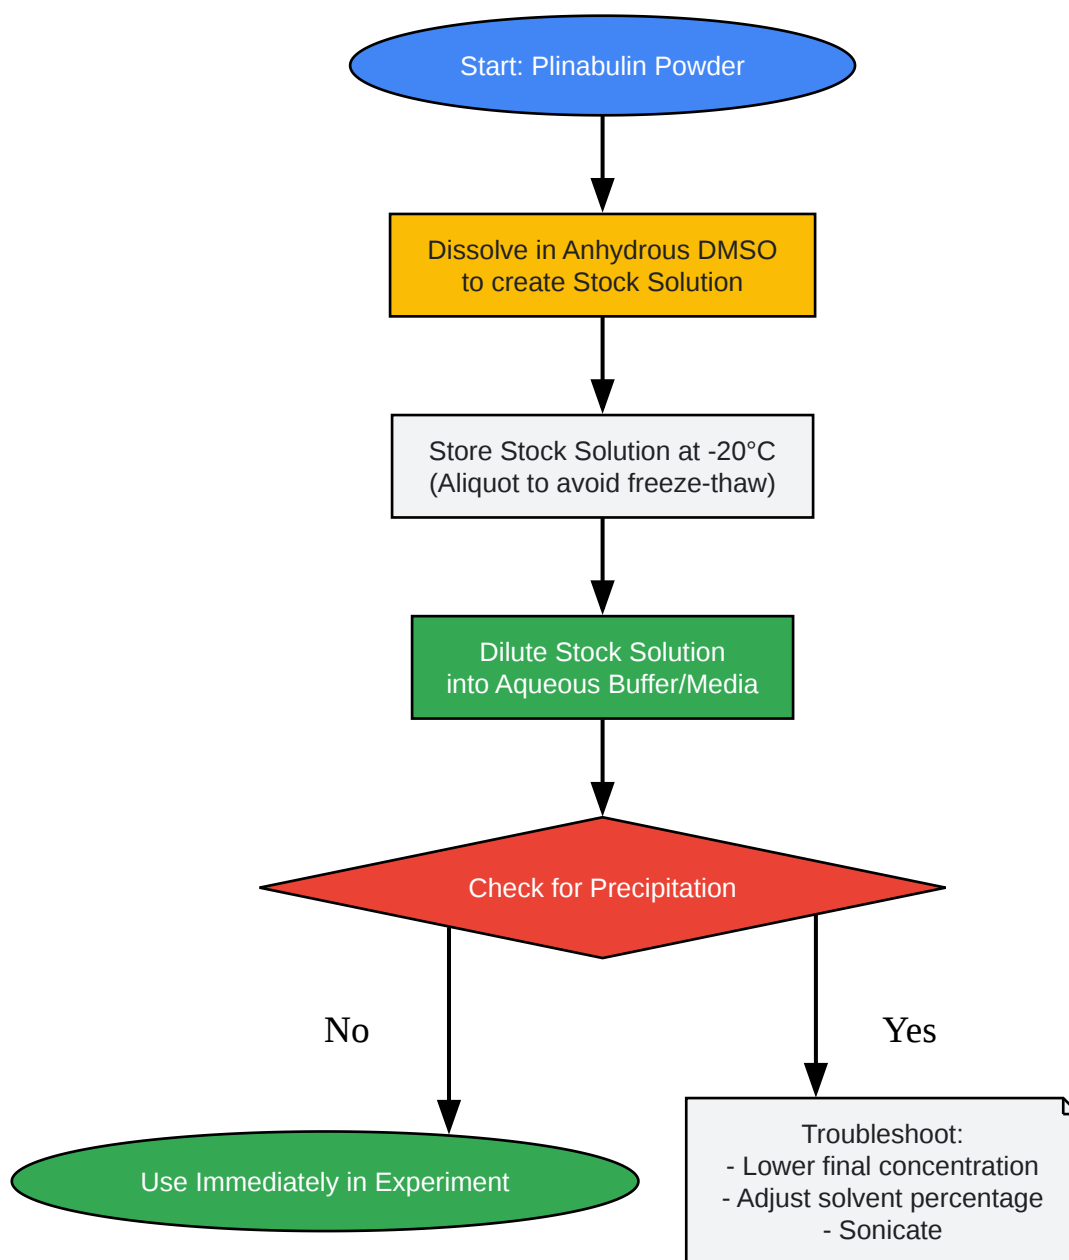 Start: Plinabulin Powder
Dissolve in Anhydrous DMSO
to create Stock Solution
Store Stock Solution at -20°C
(Aliquot to avoid freeze-thaw)
Dilute Stock Solution
into Aqueous Buffer/Media
Check for Precipitation
No
Yes
Use Immediately in Experiment
Troubleshoot:
- Lower final concentration
- Adjust solvent percentage
- Sonicate